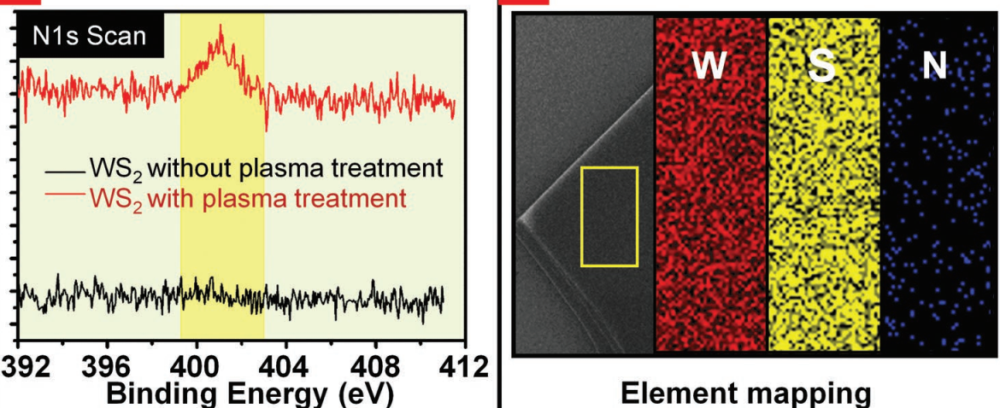 N1s Scan
WS₂ without plasma treatment
WS₂ with plasma treatment
392 396 400 404 408 412
Binding Energy (eV)
W S N
Element mapping